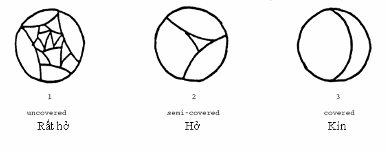 1 2 3
uncovered semi-covered covered
Rất hở Hở Kín